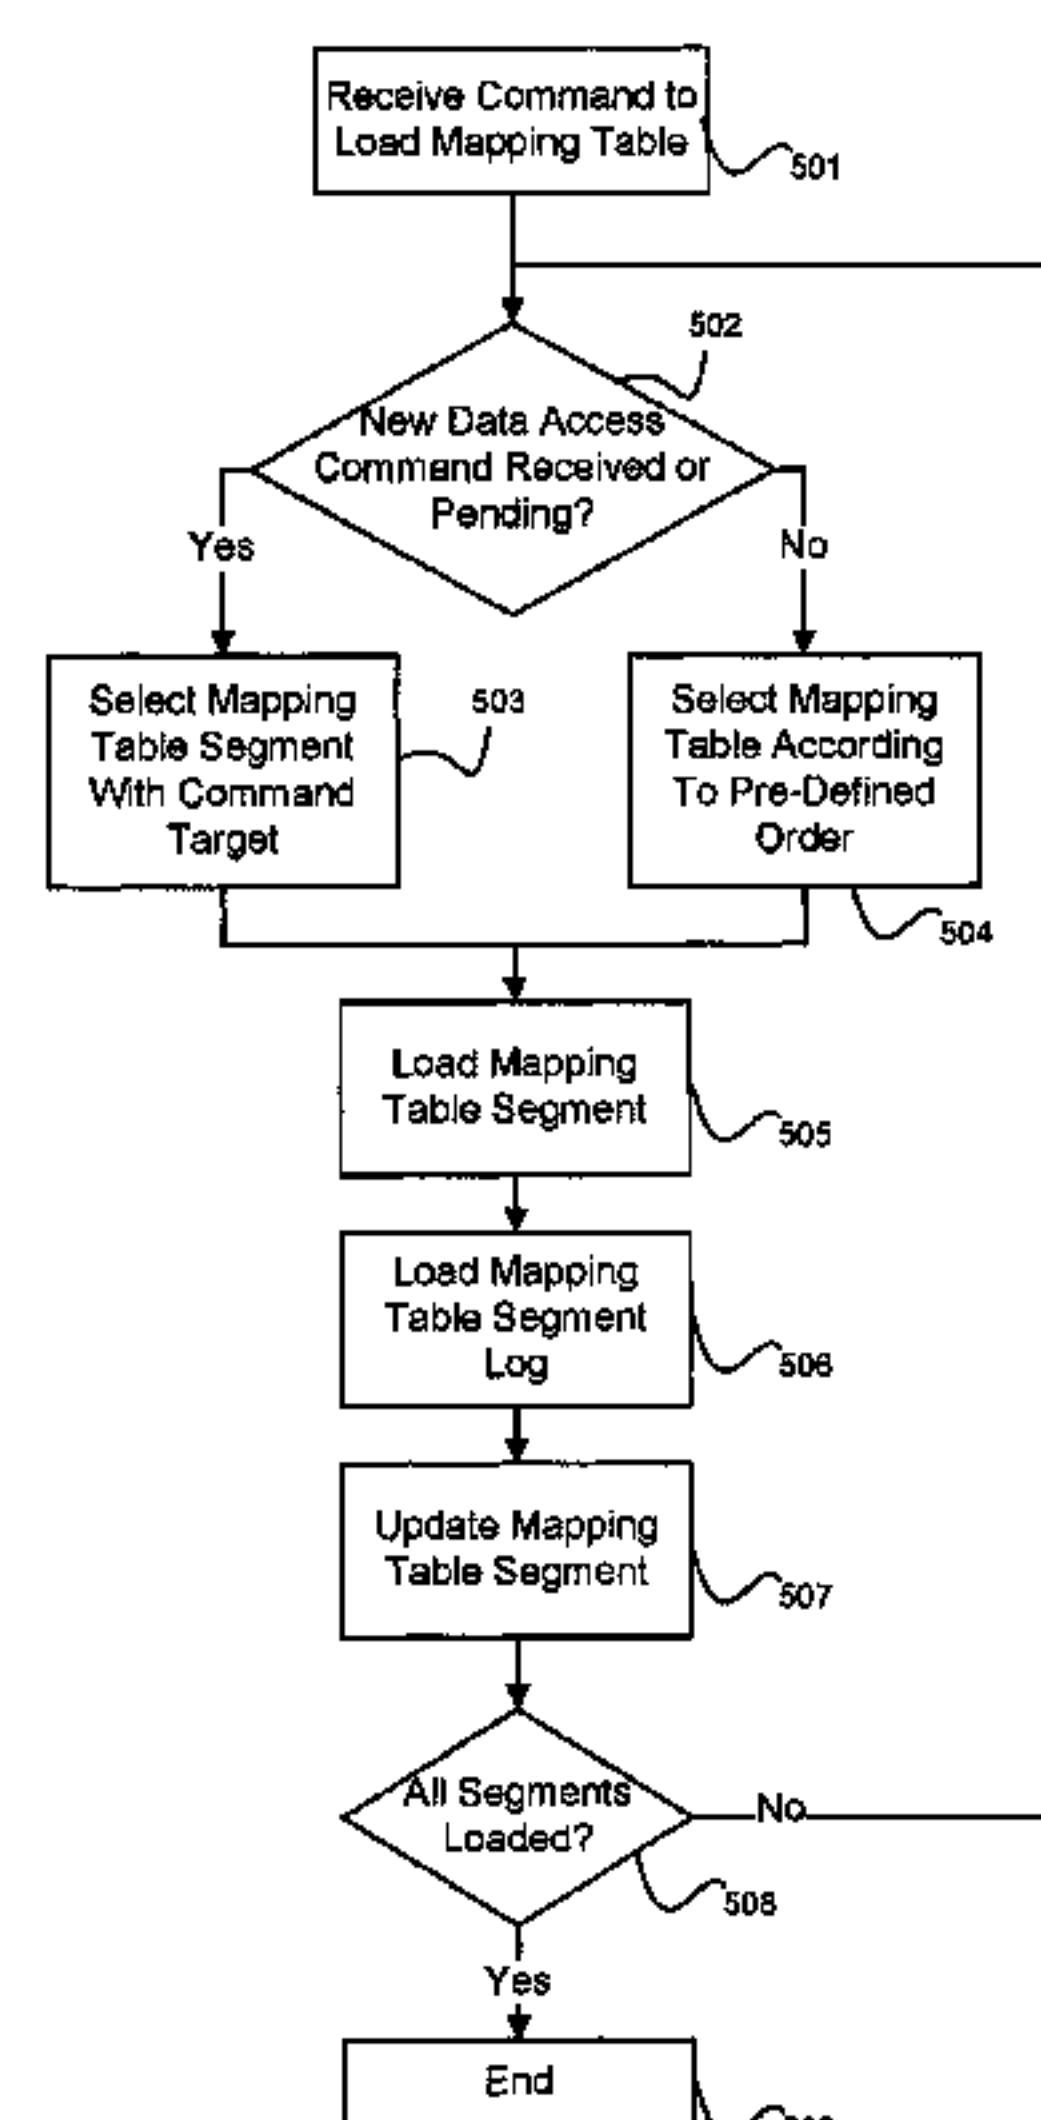 Receive Command to
Load Mapping Table
501
502
New Data Access
Command Received or
Pending?
Yes
No
Select Mapping
Table Segment
With Command
Target
503
Select Mapping
Table According
To Pre-Defined
Order
504
Load Mapping
Table Segment
505
Load Mapping
Table Segment
Log
506
Update Mapping
Table Segment
507
All Segments
Loaded?
No
508
Yes
End